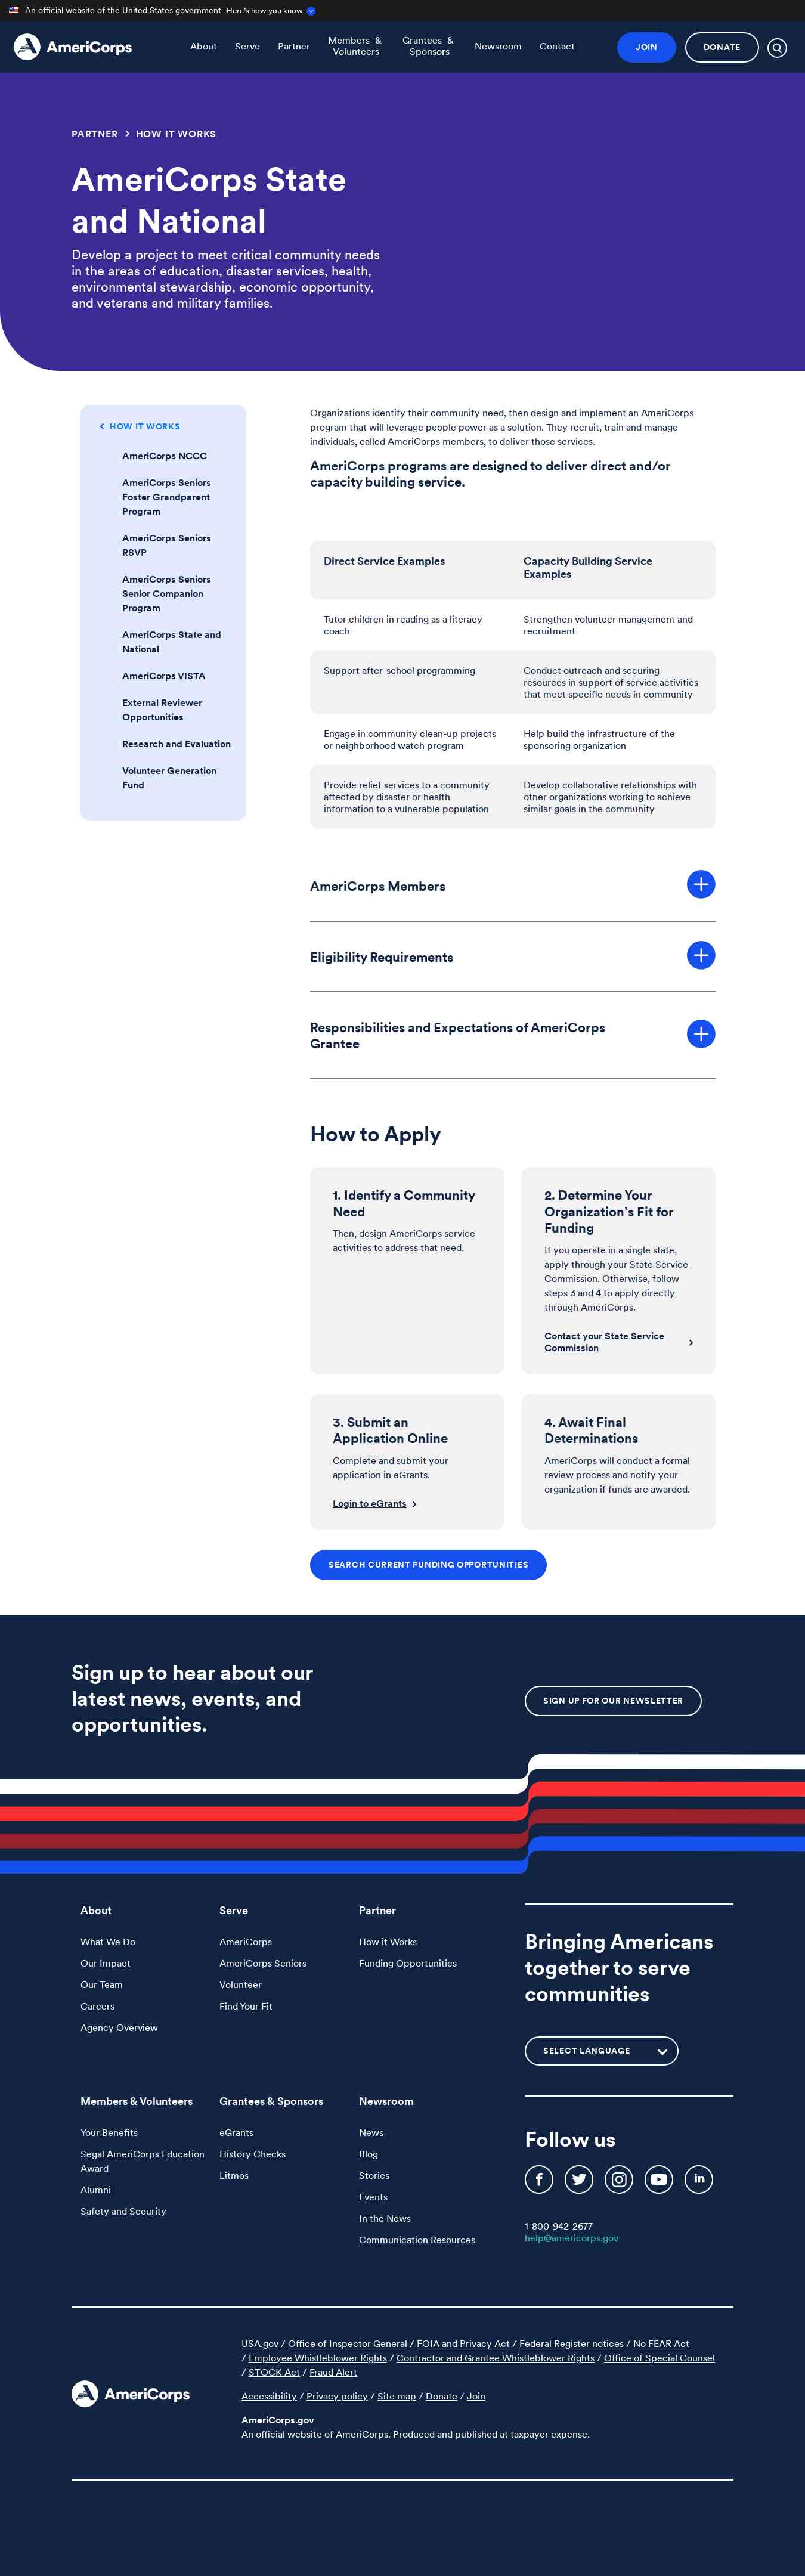 An official website of the United States government Here's how you know
AmeriCorps
About
Serve
Partner
Members & Volunteers
Grantees & Sponsors
Newsroom
Contact
JOIN
DONATE
PARTNER > HOW IT WORKS
AmeriCorps State
and National
Develop a project to meet critical community needs
in the areas of education, disaster services, health,
environmental stewardship, economic opportunity,
and veterans and military families.
HOW IT WORKS
AmeriCorps NCCC
AmeriCorps Seniors
Foster Grandparent
Program
AmeriCorps Seniors
RSVP
AmeriCorps Seniors
Senior Companion
Program
AmeriCorps State and
National
AmeriCorps VISTA
External Reviewer
Opportunities
Research and Evaluation
Volunteer Generation
Fund
Organizations identify their community need, then design and implement an AmeriCorps
program that will leverage people power as a solution. They recruit, train and manage
individuals, called AmeriCorps members, to deliver those services.
AmeriCorps programs are designed to deliver direct and/or
capacity building service.
Direct Service Examples
Capacity Building Service
Examples
Tutor children in reading as a literacy
coach
Strengthen volunteer management and
recruitment
Support after-school programming
Conduct outreach and securing
resources in support of service activities
that meet specific needs in community
Engage in community clean-up projects
or neighborhood watch program
Help build the infrastructure of the
sponsoring organization
Provide relief services to a community
affected by disaster or health
information to a vulnerable population
Develop collaborative relationships with
other organizations working to achieve
similar goals in the community
AmeriCorps Members
Eligibility Requirements
Responsibilities and Expectations of AmeriCorps
Grantee
How to Apply
1. Identify a Community
Need
Then, design AmeriCorps service
activities to address that need.
2. Determine Your
Organization's Fit for
Funding
If you operate in a single state,
apply through your State Service
Commission. Otherwise, follow
steps 3 and 4 to apply directly
through AmeriCorps.
Contact your State Service
Commission
3. Submit an
Application Online
Complete and submit your
application in eGrants.
Login to eGrants
4. Await Final
Determinations
AmeriCorps will conduct a formal
review process and notify your
organization if funds are awarded.
SEARCH CURRENT FUNDING OPPORTUNITIES
Sign up to hear about our
latest news, events, and
opportunities.
SIGN UP FOR OUR NEWSLETTER
About
What We Do
Our Impact
Our Team
Careers
Agency Overview
Serve
AmeriCorps
AmeriCorps Seniors
Volunteer
Find Your Fit
Partner
How it Works
Funding Opportunities
Bringing Americans
together to serve
communities
SELECT LANGUAGE
Members & Volunteers
Your Benefits
Segal AmeriCorps Education
Award
Alumni
Safety and Security
Grantees & Sponsors
eGrants
History Checks
Litmos
Newsroom
News
Blog
Stories
Events
In the News
Communication Resources
Follow us
1-800-942-2677
help@americorps.gov
AmeriCorps
USA.gov / Office of Inspector General / FOIA and Privacy Act / Federal Register notices / No FEAR Act
/ Employee Whistleblower Rights / Contractor and Grantee Whistleblower Rights / Office of Special Counsel
/ STOCK Act / Fraud Alert
Accessibility / Privacy policy / Site map / Donate / Join
AmeriCorps.gov
An official website of AmeriCorps. Produced and published at taxpayer expense.